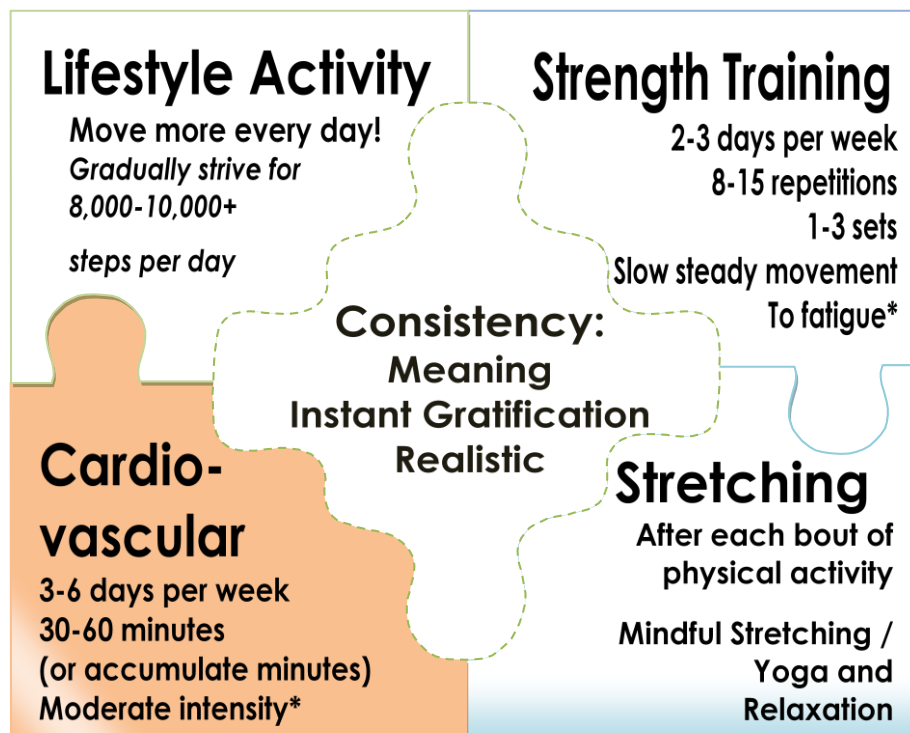 Lifestyle Activity
Move more every day!
Gradually strive for
8,000-10,000+
steps per day
Strength Training
2-3 days per week
8-15 repetitions
1-3 sets
Slow steady movement
To fatigue*
Consistency:
Meaning
Instant Gratification
Realistic
Cardio-
vascular
3-6 days per week
30-60 minutes
(or accumulate minutes)
Moderate intensity*
Stretching
After each bout of
physical activity
Mindful Stretching /
Yoga and
Relaxation